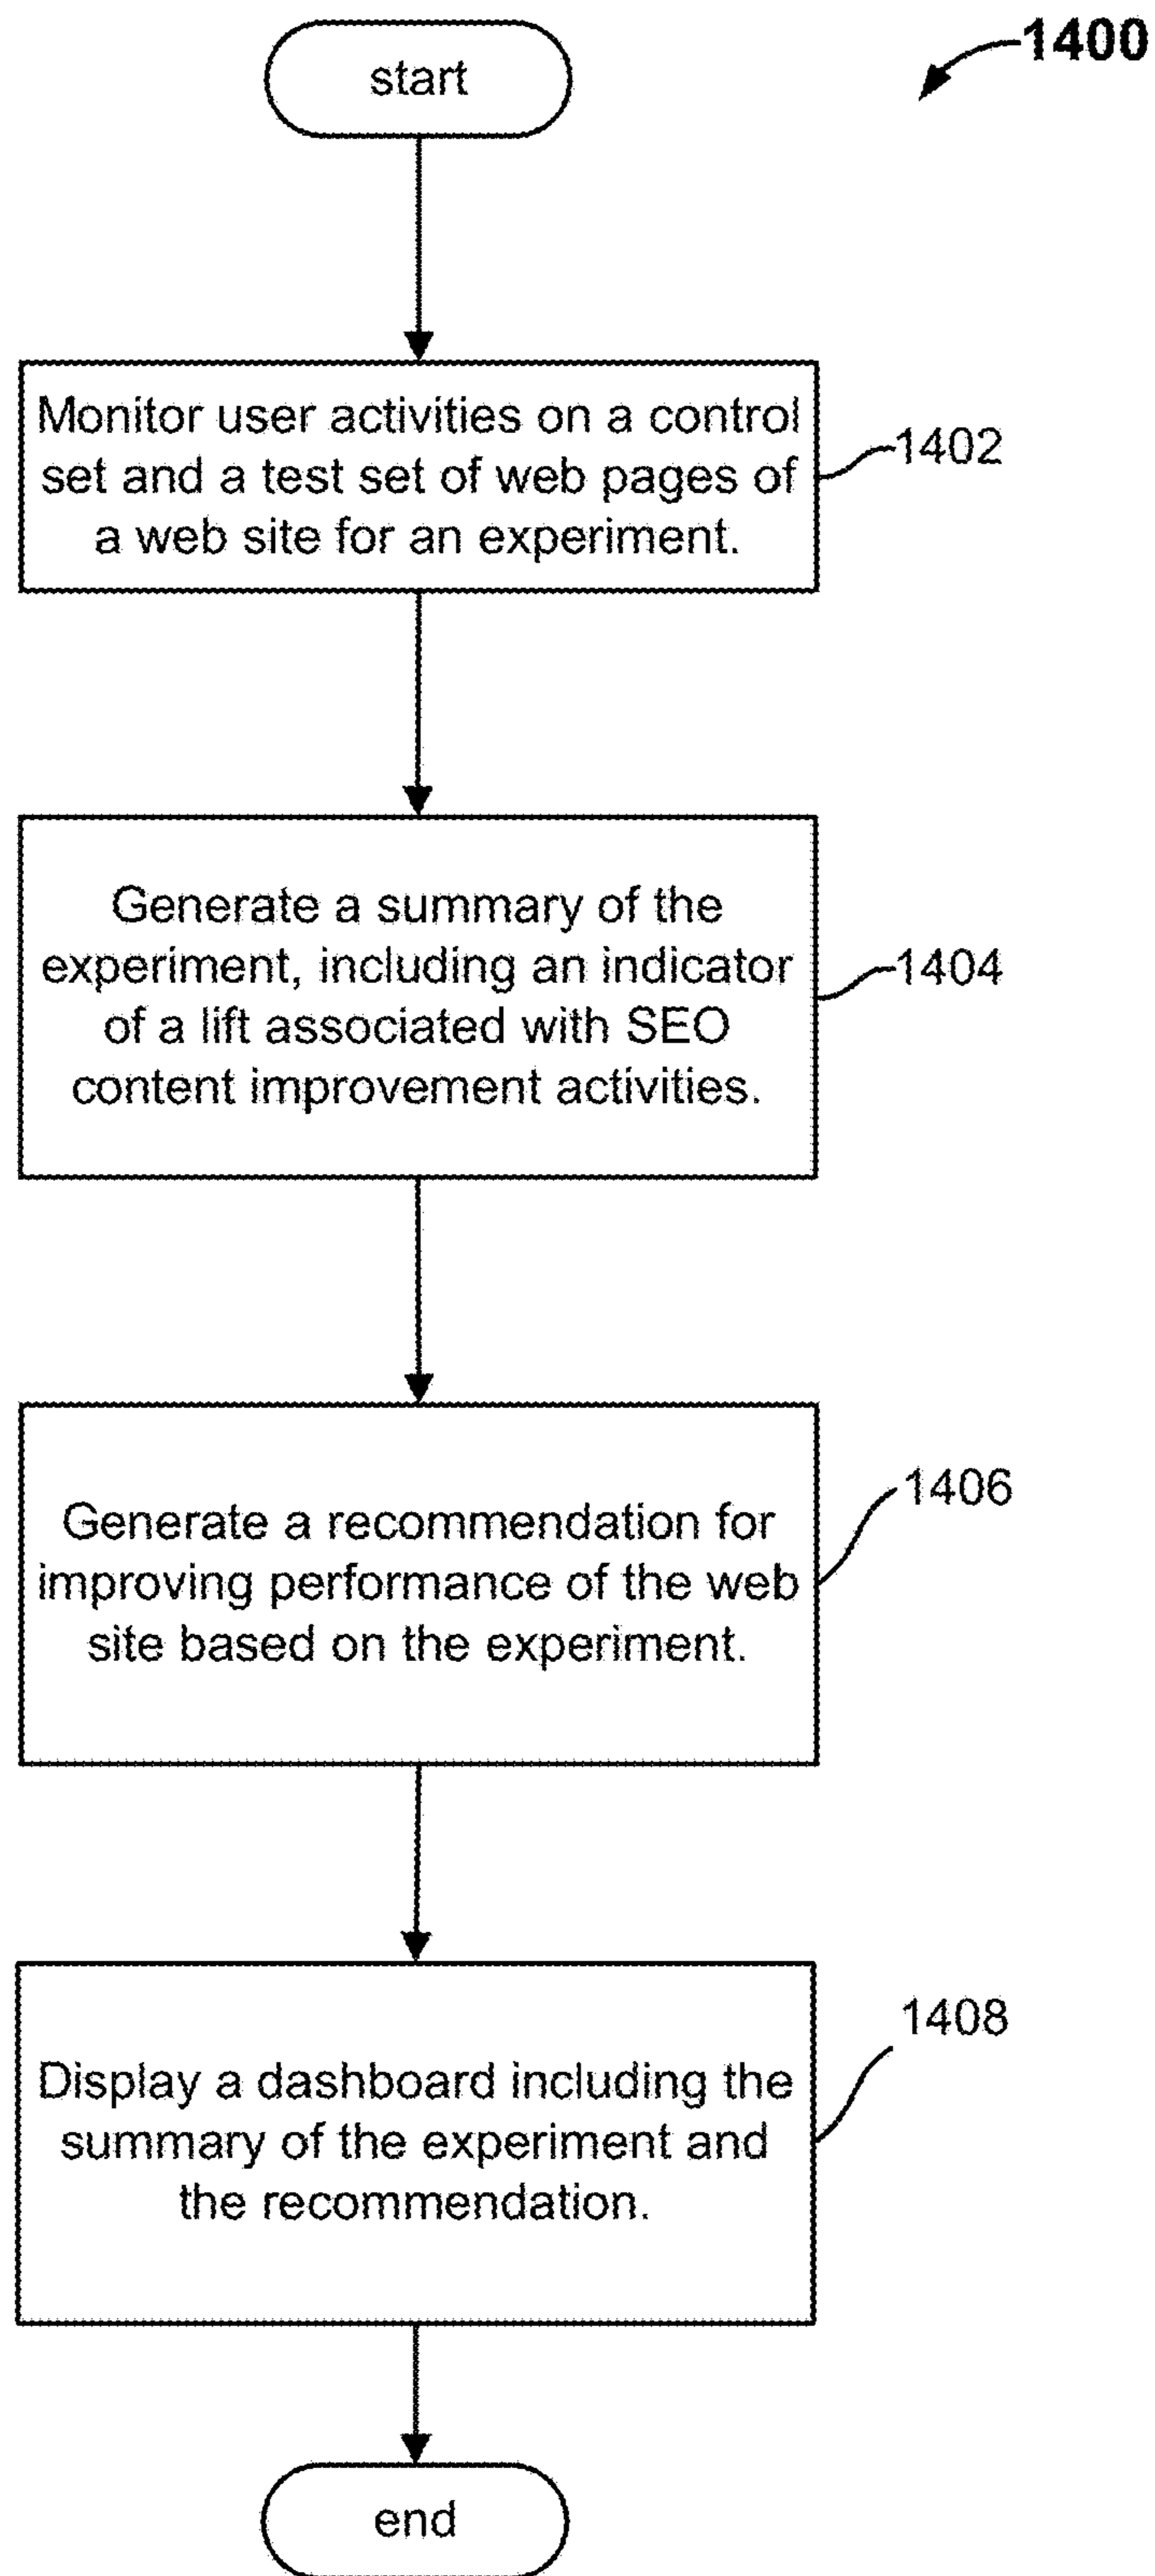 1400
start
Monitor user activities on a control
set and a test set of web pages of
a web site for an experiment.
1402
Generate a summary of the
experiment, including an indicator
of a lift associated with SEO
content improvement activities.
1404
Generate a recommendation for
improving performance of the web
site based on the experiment.
1406
Display a dashboard including the
summary of the experiment and
the recommendation.
1408
end